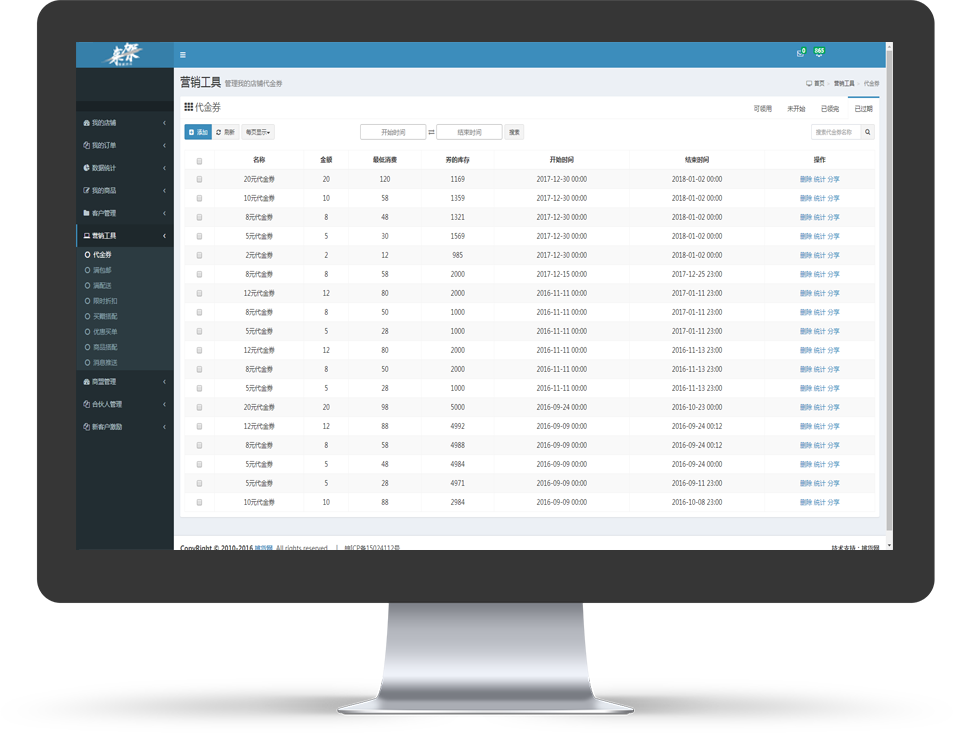 0
865
营销工具 管理我的店铺代金券
首页 > 营销工具 > 代金券
代金券
可领用 未开始 已领完 已过期
添加 刷新 每页显示 开始时间 结束时间 搜索 搜索代金券名称
我的店铺
我的订单
数据统计
我的商品
客户管理
营销工具
代金券
满包邮
满配送
限时折扣
买赠搭配
优惠买单
商品搭配
消息推送
商盟管理
合伙人管理
新客户激励
名称 金额 最低消费 券的库存 开始时间 结束时间 操作
20元代金券 20 120 1169 2017-12-30 00:00 2018-01-02 00:00 删除 统计 分享
10元代金券 10 58 1359 2017-12-30 00:00 2018-01-02 00:00 删除 统计 分享
8元代金券 8 48 1321 2017-12-30 00:00 2018-01-02 00:00 删除 统计 分享
5元代金券 5 30 1569 2017-12-30 00:00 2018-01-02 00:00 删除 统计 分享
2元代金券 2 12 985 2017-12-30 00:00 2018-01-02 00:00 删除 统计 分享
8元代金券 8 58 2000 2017-12-15 00:00 2017-12-25 23:00 删除 统计 分享
12元代金券 12 80 2000 2016-11-11 00:00 2017-01-11 23:00 删除 统计 分享
8元代金券 8 50 1000 2016-11-11 00:00 2017-01-11 23:00 删除 统计 分享
5元代金券 5 28 1000 2016-11-11 00:00 2017-01-11 23:00 删除 统计 分享
12元代金券 12 80 2000 2016-11-11 00:00 2016-11-13 23:00 删除 统计 分享
8元代金券 8 50 2000 2016-11-11 00:00 2016-11-13 23:00 删除 统计 分享
5元代金券 5 28 1000 2016-11-11 00:00 2016-11-13 23:00 删除 统计 分享
20元代金券 20 98 5000 2016-09-24 00:00 2016-10-23 00:00 删除 统计 分享
12元代金券 12 88 4992 2016-09-09 00:00 2016-09-24 00:12 删除 统计 分享
8元代金券 8 58 4988 2016-09-09 00:00 2016-09-24 00:12 删除 统计 分享
5元代金券 5 48 4984 2016-09-09 00:00 2016-09-24 00:00 删除 统计 分享
5元代金券 5 28 4971 2016-09-09 00:00 2016-09-11 23:00 删除 统计 分享
10元代金券 10 88 2984 2016-09-09 00:00 2016-10-08 23:00 删除 统计 分享
CopyRight © 2010-2016 All rights reserved. | ICP备15024112号 技术支持：